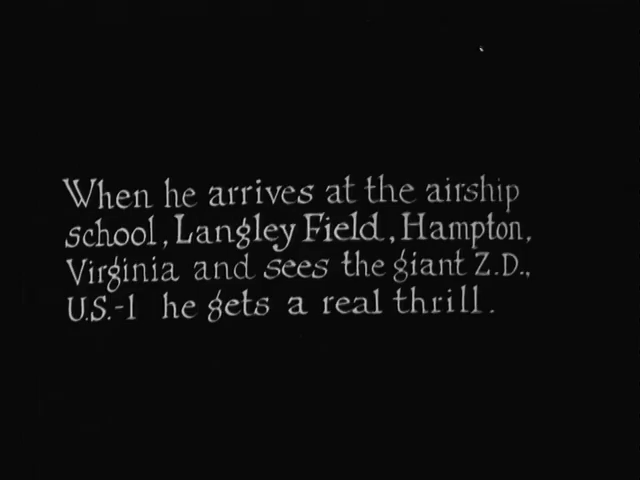 When he arrives at the airship
school, Langley Field, Hampton,
Virginia and sees the giant Z.D.,
U.S.-1 he gets a real thrill.